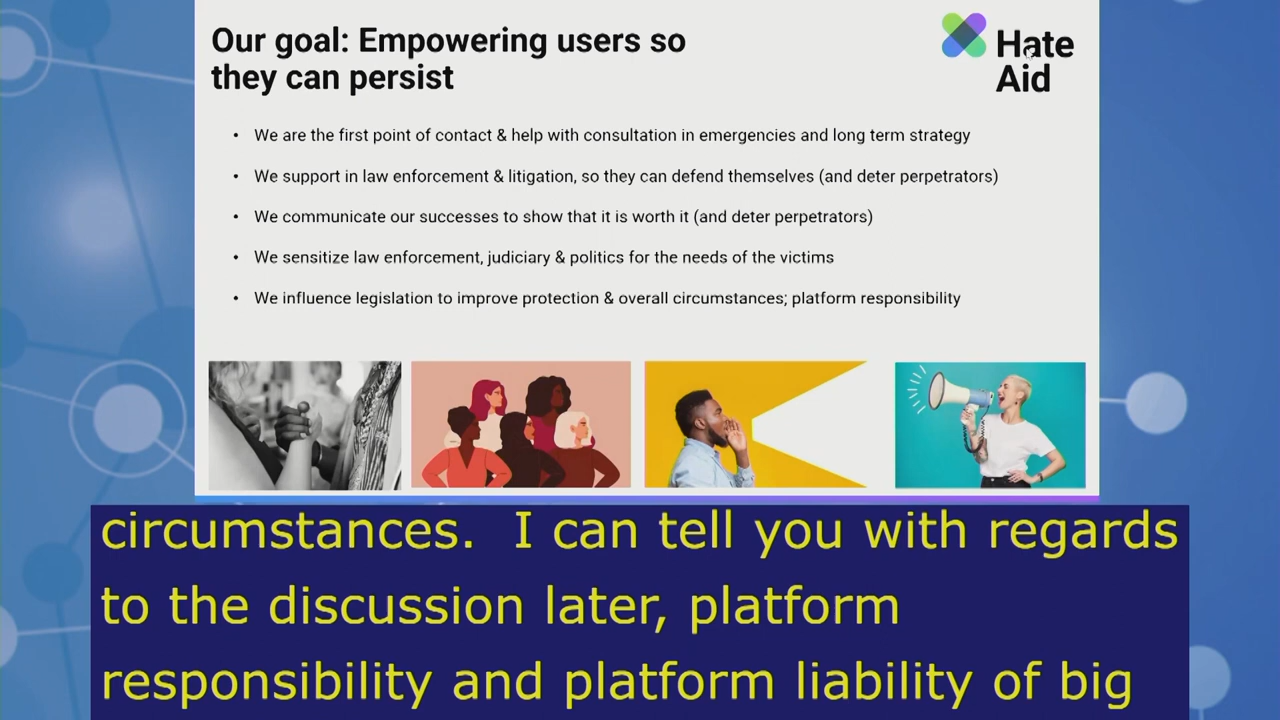 Our goal: Empowering users so
they can persist
Hate
Aid
• We are the first point of contact & help with consultation in emergencies and long term strategy
• We support in law enforcement & litigation, so they can defend themselves (and deter perpetrators)
• We communicate our successes to show that it is worth it (and deter perpetrators)
• We sensitize law enforcement, judiciary & politics for the needs of the victims
• We influence legislation to improve protection & overall circumstances; platform responsibility
circumstances.  I can tell you with regards
to the discussion later, platform
responsibility and platform liability of big